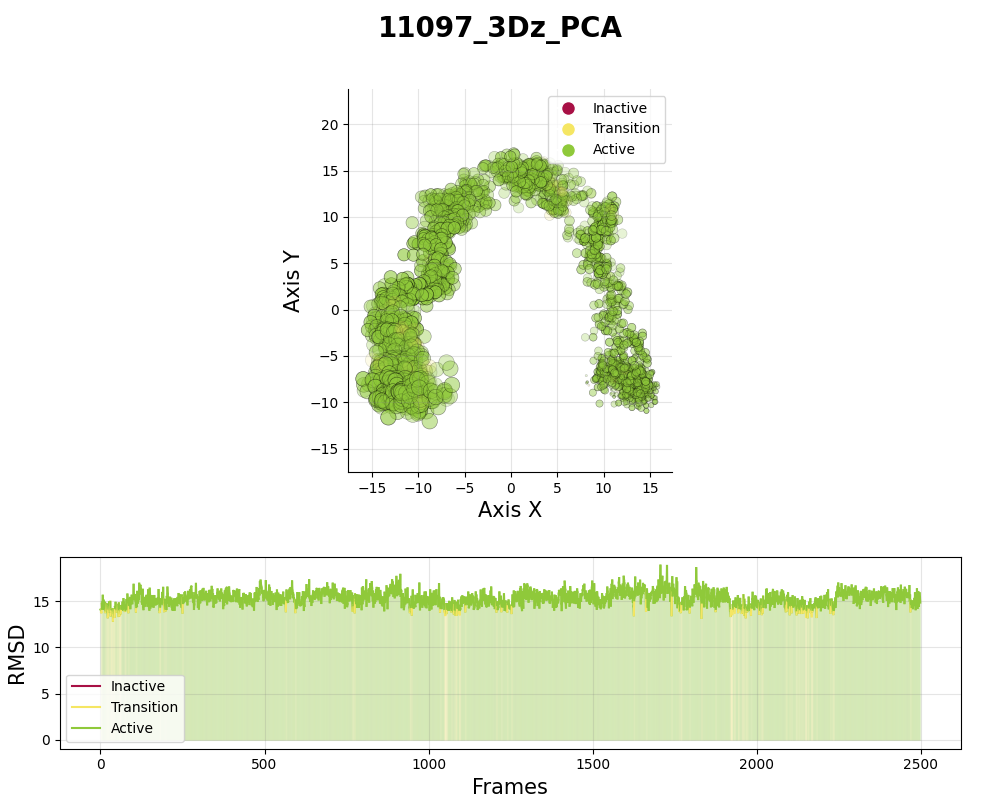 11097_3Dz_PCA
Inactive
Transition
Active
20
15
10
5
0
−5
−10
−15
Axis Y
−15 −10 −5 0 5 10 15
Axis X
15
10
5
0
RMSD
Inactive
Transition
Active
0 500 1000 1500 2000 2500
Frames